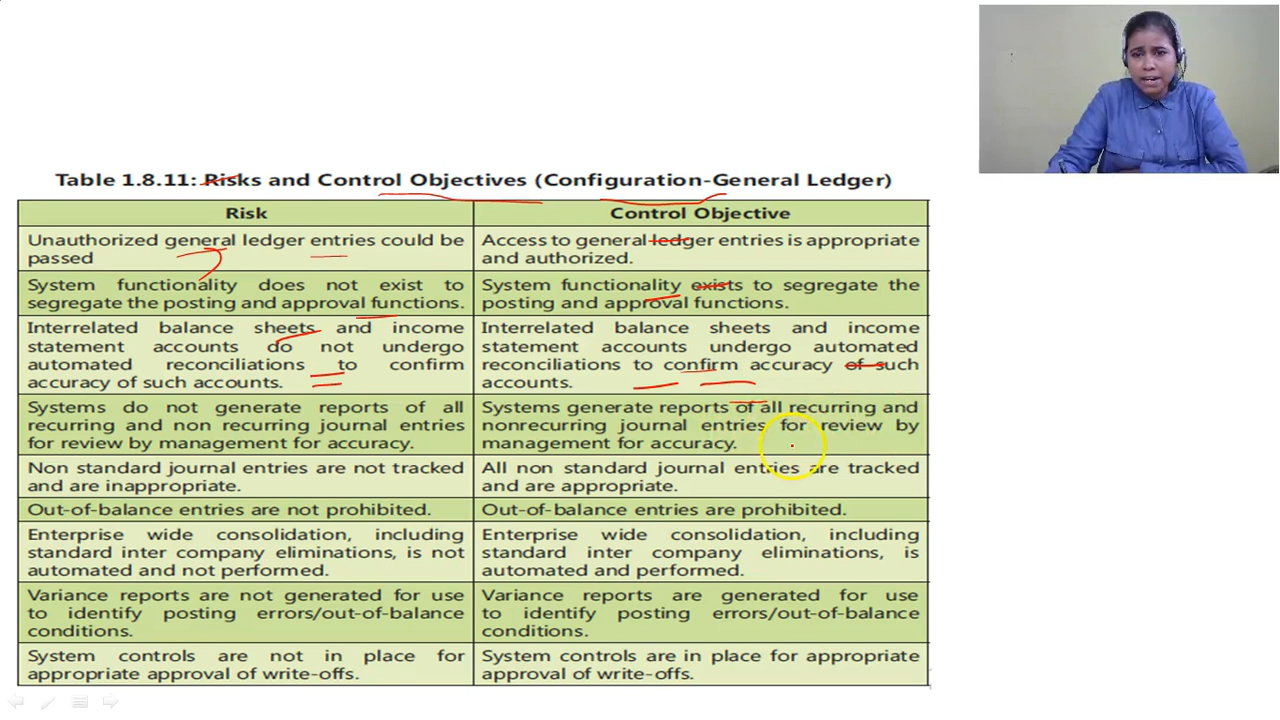 Table 1.8.11: Risks and Control Objectives (Configuration-General Ledger)
Risk
Control Objective
Unauthorized general ledger entries could be
passed
Access to general ledger entries is appropriate
and authorized.
System functionality does not exist to
segregate the posting and approval functions.
System functionality exists to segregate the
posting and approval functions.
Interrelated balance sheets and income
statement accounts do not undergo
automated reconciliations to confirm
accuracy of such accounts.
Interrelated balance sheets and income
statement accounts undergo automated
reconciliations to confirm accuracy of such
accounts.
Systems do not generate reports of all
recurring and non recurring journal entries
for review by management for accuracy.
Systems generate reports of all recurring and
nonrecurring journal entries for review by
management for accuracy.
Non standard journal entries are not tracked
and are inappropriate.
All non standard journal entries are tracked
and are appropriate.
Out-of-balance entries are not prohibited.
Out-of-balance entries are prohibited.
Enterprise wide consolidation, including
standard inter company eliminations, is not
automated and not performed.
Enterprise wide consolidation, including
standard inter company eliminations, is
automated and performed.
Variance reports are not generated for use
to identify posting errors/out-of-balance
conditions.
Variance reports are generated for use
to identify posting errors/out-of-balance
conditions.
System controls are not in place for
appropriate approval of write-offs.
System controls are in place for appropriate
approval of write-offs.